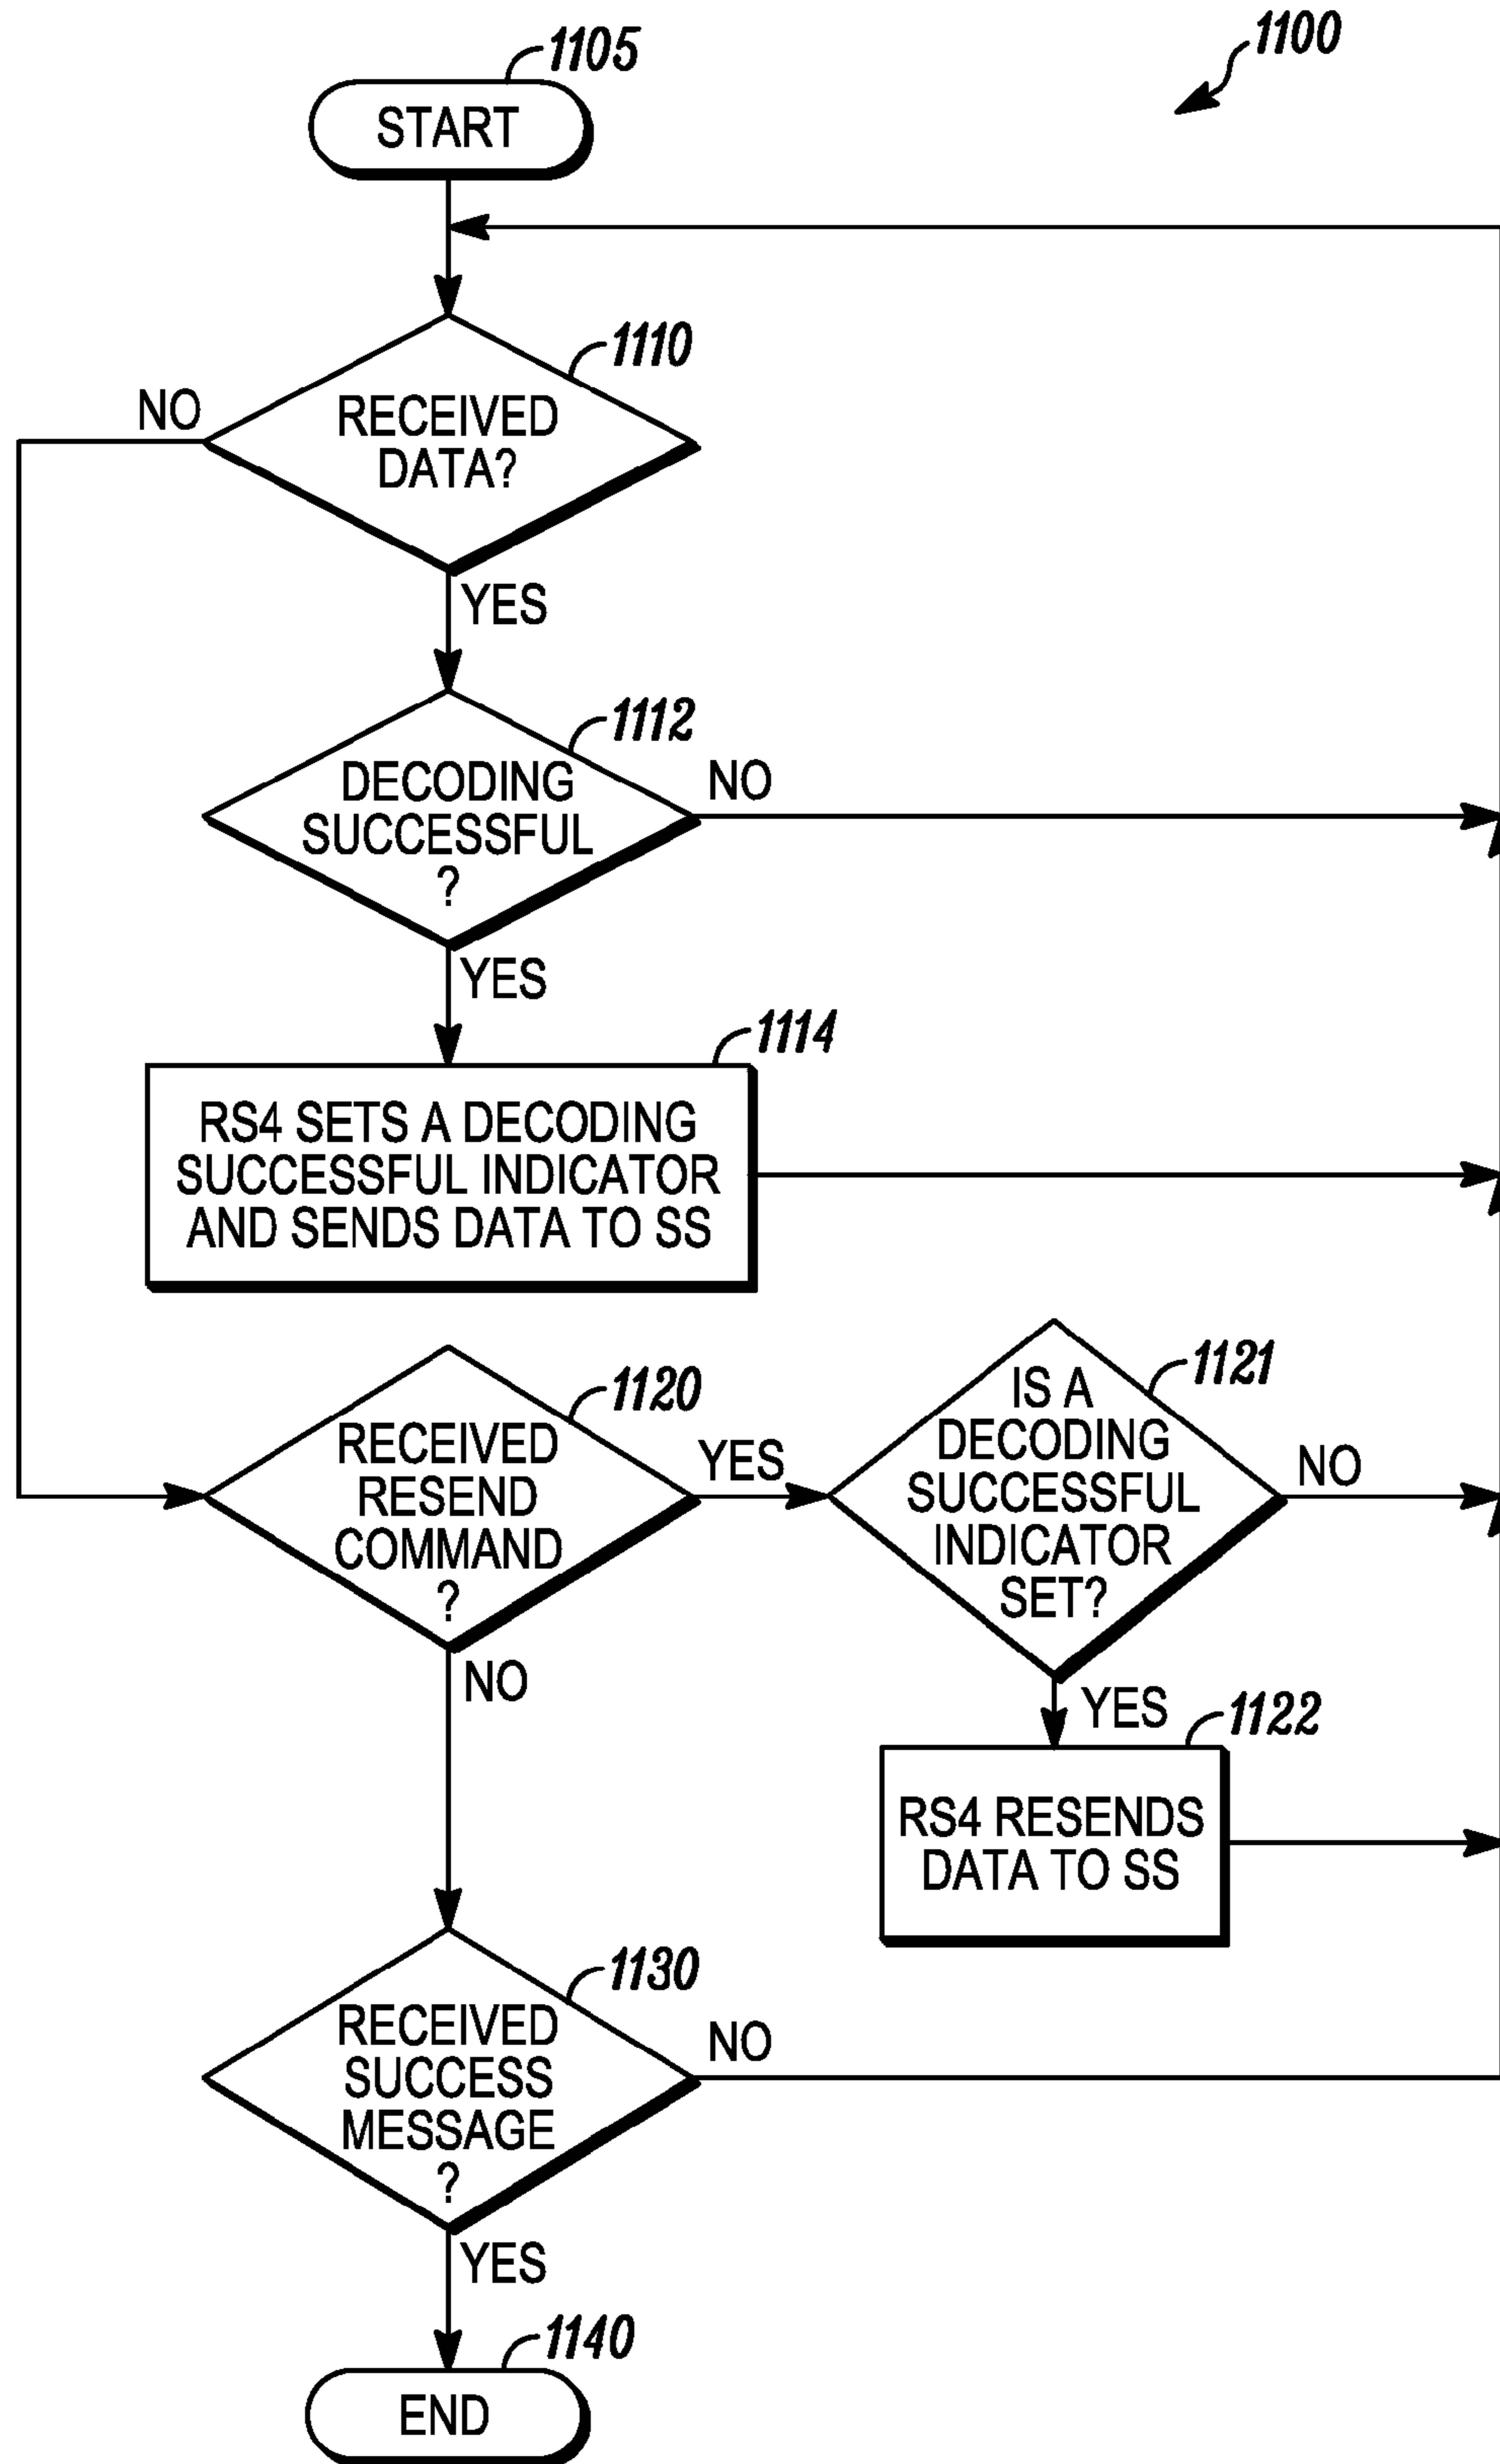 1100
1105
START
1110
NO
RECEIVED
DATA?
YES
1112
DECODING
SUCCESSFUL
?
NO
YES
1114
RS4 SETS A DECODING
SUCCESSFUL INDICATOR
AND SENDS DATA TO SS
1120
RECEIVED
RESEND
COMMAND
?
YES
1121
IS A
DECODING
SUCCESSFUL
INDICATOR
SET?
NO
NO
YES
1122
RS4 RESENDS
DATA TO SS
1130
RECEIVED
SUCCESS
MESSAGE
?
NO
YES
1140
END